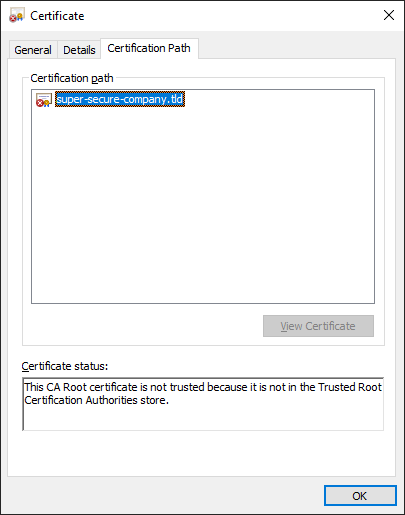 Certificate
General
Details
Certification Path
Certification path
super-secure-company.tld
View Certificate
Certificate status:
This CA Root certificate is not trusted because it is not in the Trusted Root
Certification Authorities store.
OK